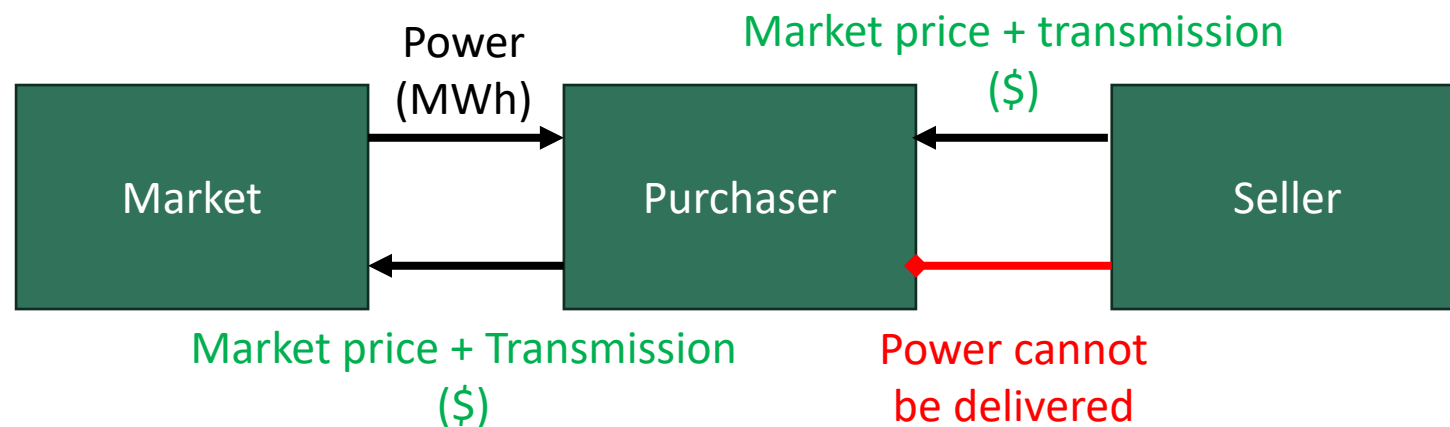 Power
(MWh)
Market price + transmission
($)
Market
Purchaser
Seller
Market price + Transmission
($)
Power cannot
be delivered